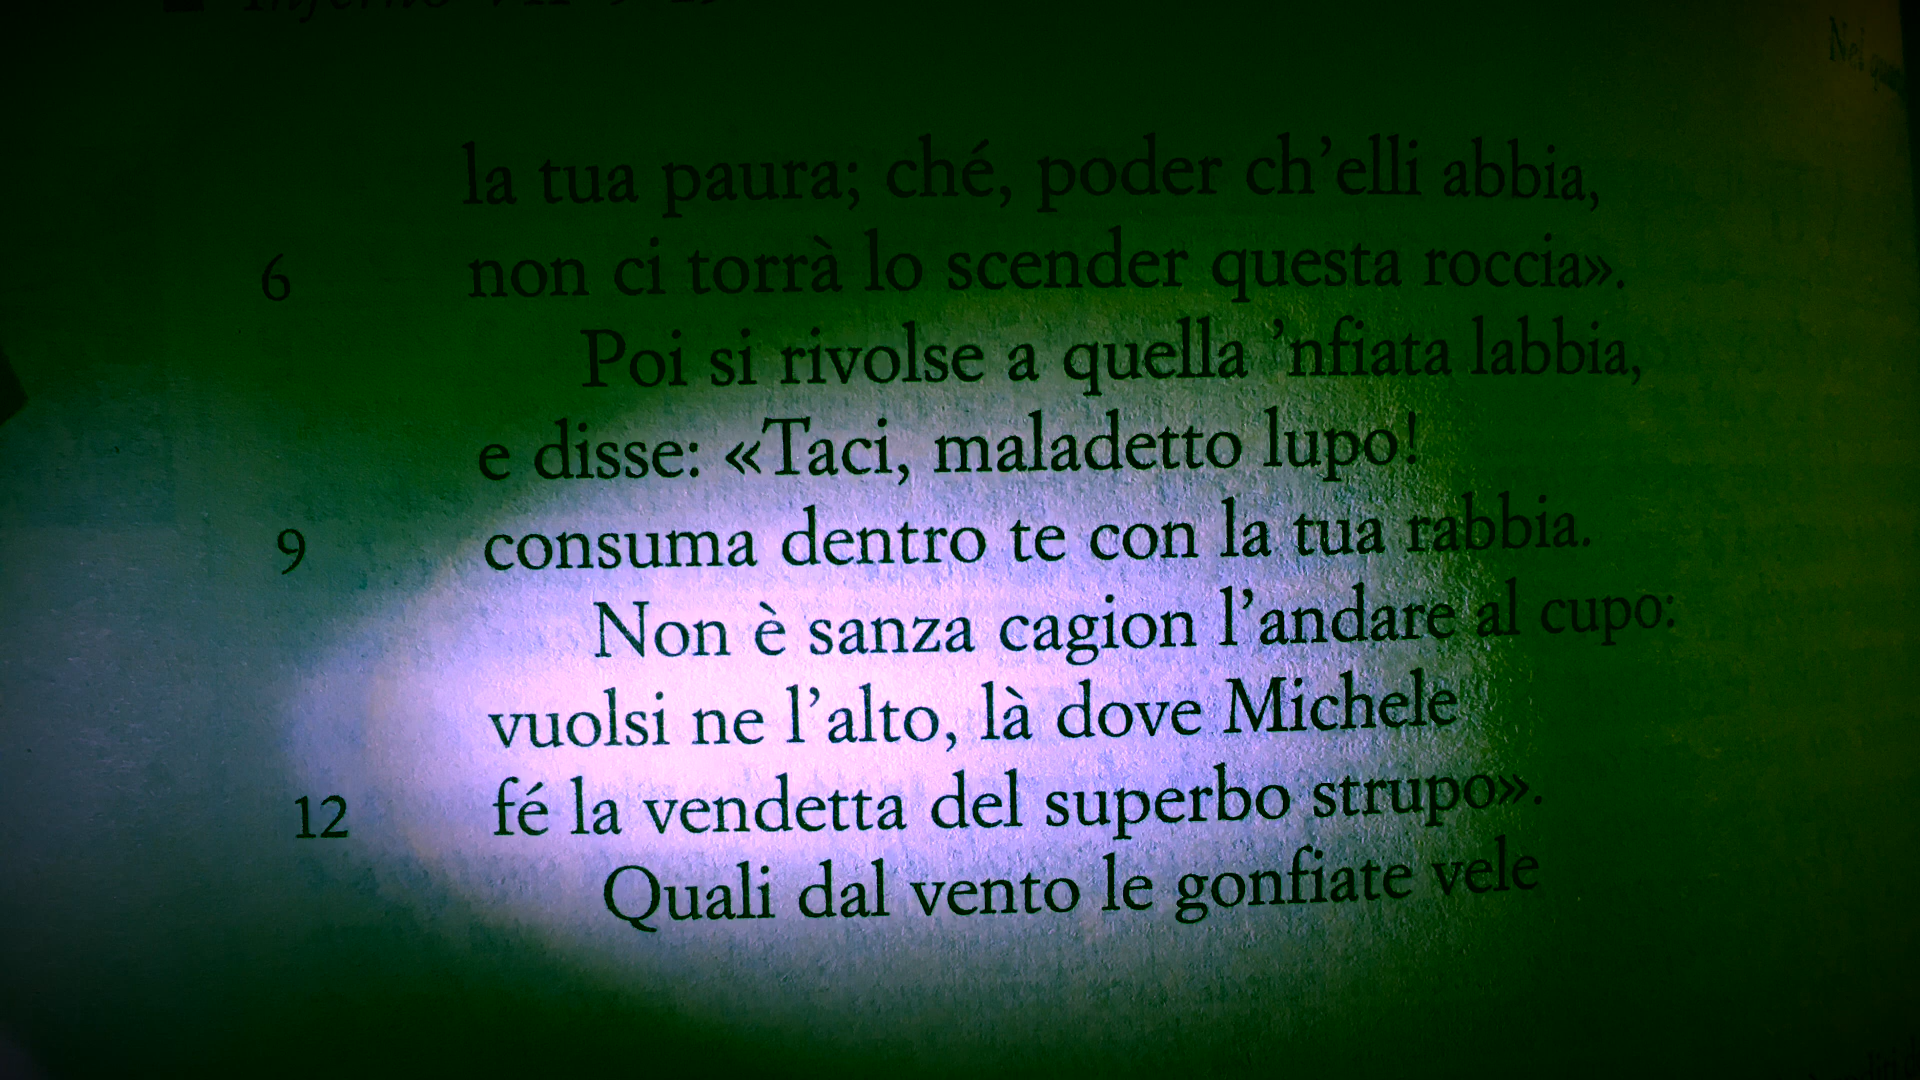 Inferno VII
la tua paura; ché, poder ch'elli abbia,
6 non ci torrà lo scender questa roccia».
Poi si rivolse a quella 'nfiata labbia,
e disse: «Taci, maladetto lupo!
9 consuma dentro te con la tua rabbia.
Non è sanza cagion l'andare al cupo:
vuolsi ne l'alto, là dove Michele
12 fé la vendetta del superbo strupo».
Quali dal vento le gonfiate vele